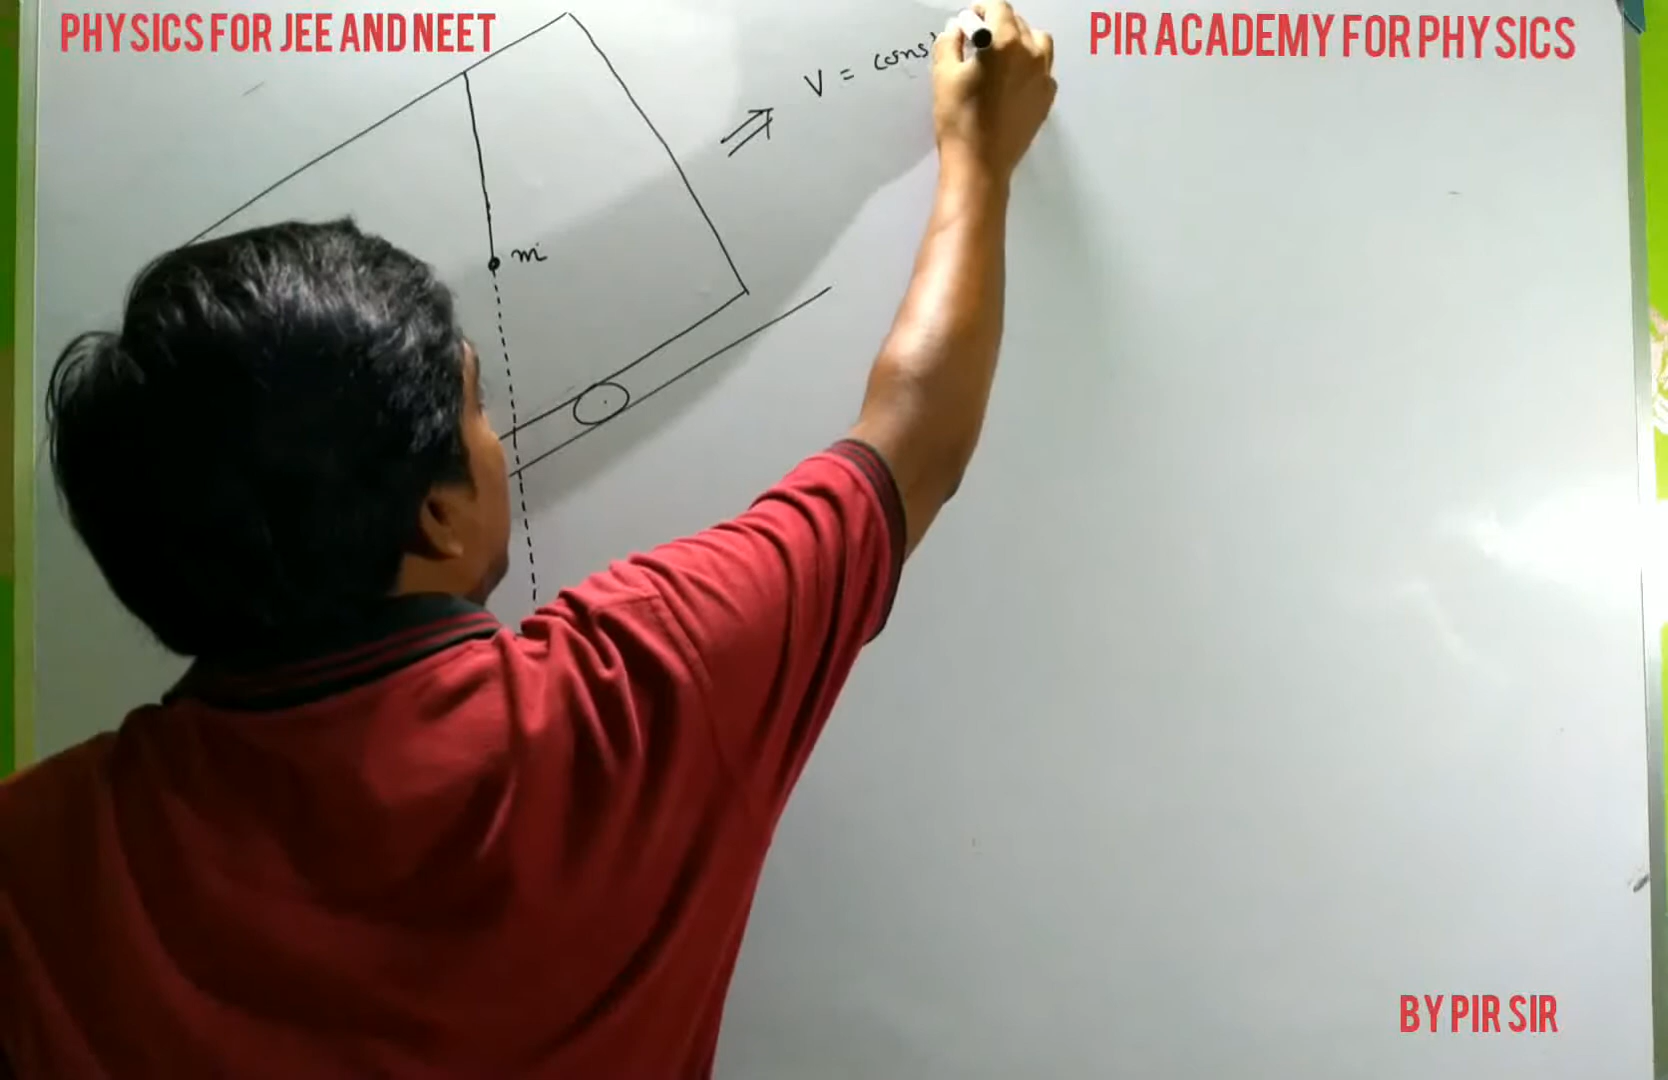 PHYSICS FOR JEE AND NEET
PIR ACADEMY FOR PHYSICS
V = cons
m
BY PIR SIR